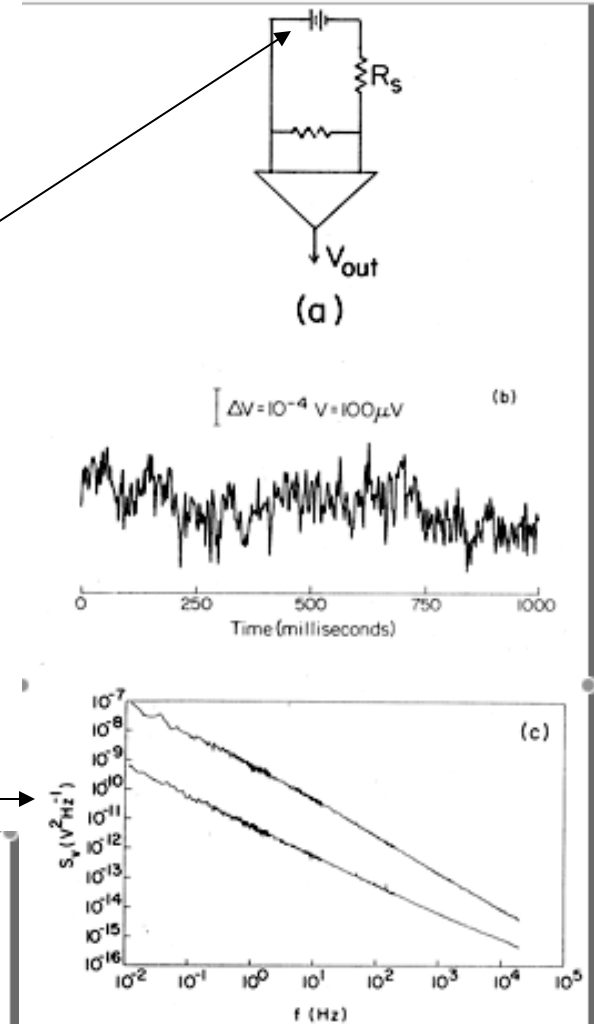 Rs
Vout
(a)
(b)
ΔV=10-4 V=100μV
0 250 500 750 1000
Time (milliseconds)
(c)
10-7
10-8
10-9
10-10
10-11
10-12
10-13
10-14
10-15
10-16
Sv(V2Hz-1)
10-2 10-1 100 101 102 103 104 105
f (Hz)